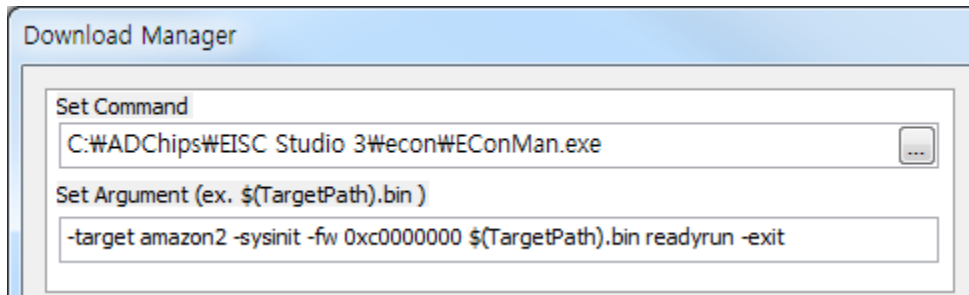 Download Manager
Set Command
C:₩ADChips₩EISC Studio 3₩econ₩EConMan.exe
...
Set Argument (ex. $(TargetPath).bin )
-target amazon2 -sysinit -fw 0xc0000000 $(TargetPath).bin readyrun -exit